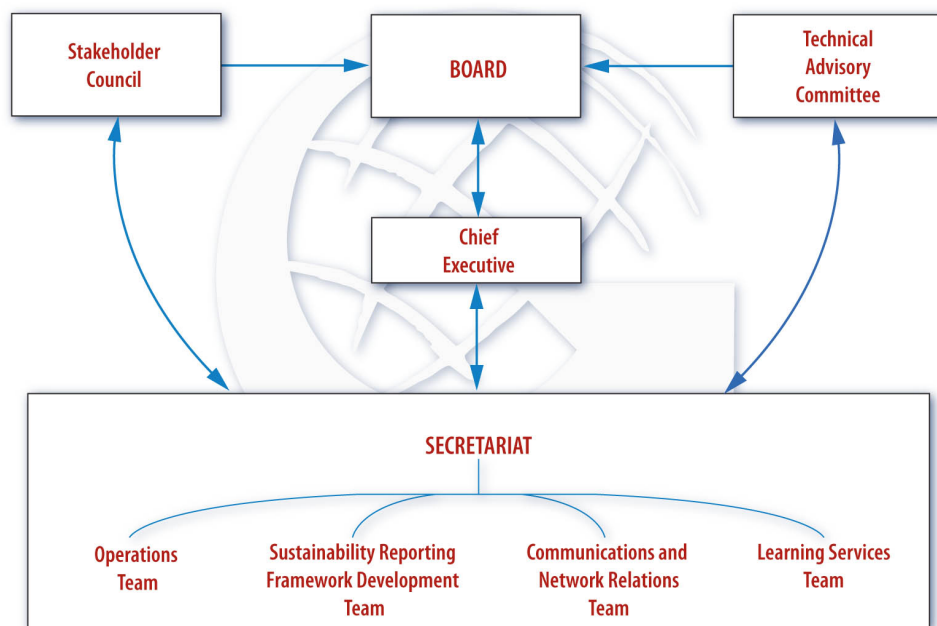 Stakeholder
Council
BOARD
Technical
Advisory
Committee
Chief
Executive
SECRETARIAT
Operations
Team
Sustainability Reporting
Framework Development
Team
Communications and
Network Relations
Team
Learning Services
Team